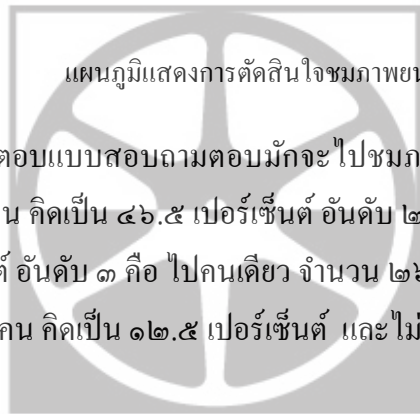 แผนภูมิแสดงการตัดสินใจชมภาพยน
ตอบแบบสอบถามตอบมักจะไปชมภ
น คิดเป็น ๔๖.๕ เปอร์เซ็นต์ อันดับ ๒
ต์ อันดับ ๓ คือ ไปคนเดียว จำนวน ๒๖
คน คิดเป็น ๑๒.๕ เปอร์เซ็นต์ และไม่